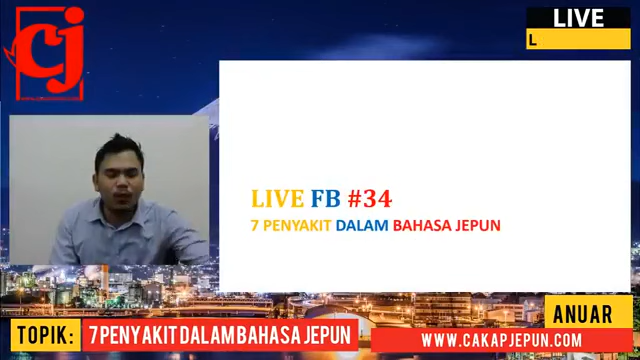 cj
LIVE
L
LIVE FB #34
7 PENYAKIT DALAM BAHASA JEPUN
ANUAR
TOPIK: 7 PENYAKIT DALAM BAHASA JEPUN
WWW.CAKAPJEPUN.COM